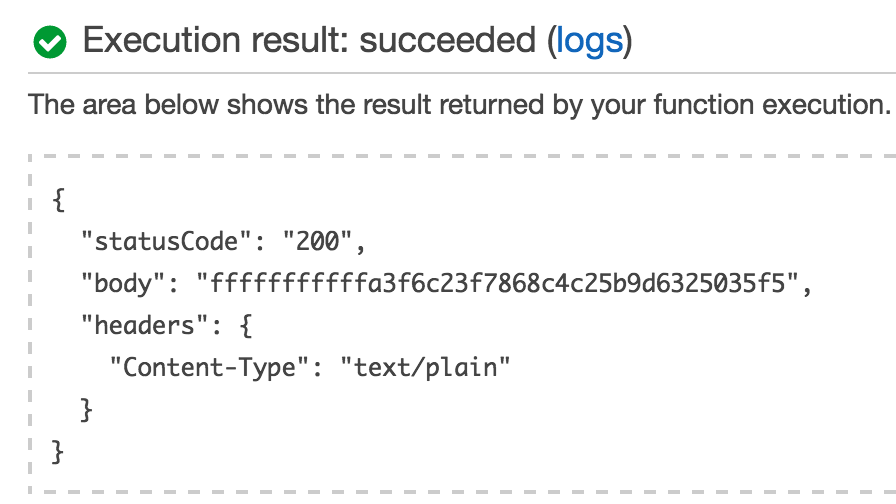 Execution result: succeeded (logs)
The area below shows the result returned by your function execution.
{
"statusCode": "200",
"body": "fffffffffffa3f6c23f7868c4c25b9d6325035f5",
"headers": {
"Content-Type": "text/plain"
}
}